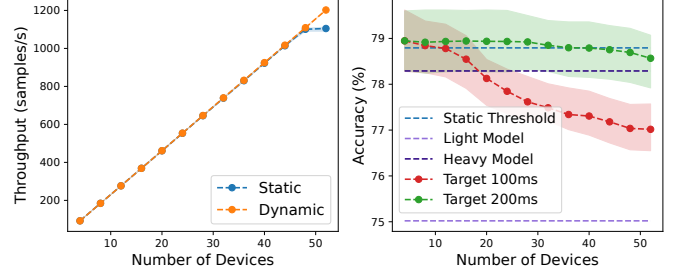 1200
1000
800
600
400
200
10 20 30 40 50
Throughput (samples/s)
Number of Devices
Static
Dynamic
79
78
77
76
75
10 20 30 40 50
Accuracy (%)
Number of Devices
Static Threshold
Light Model
Heavy Model
Target 100ms
Target 200ms